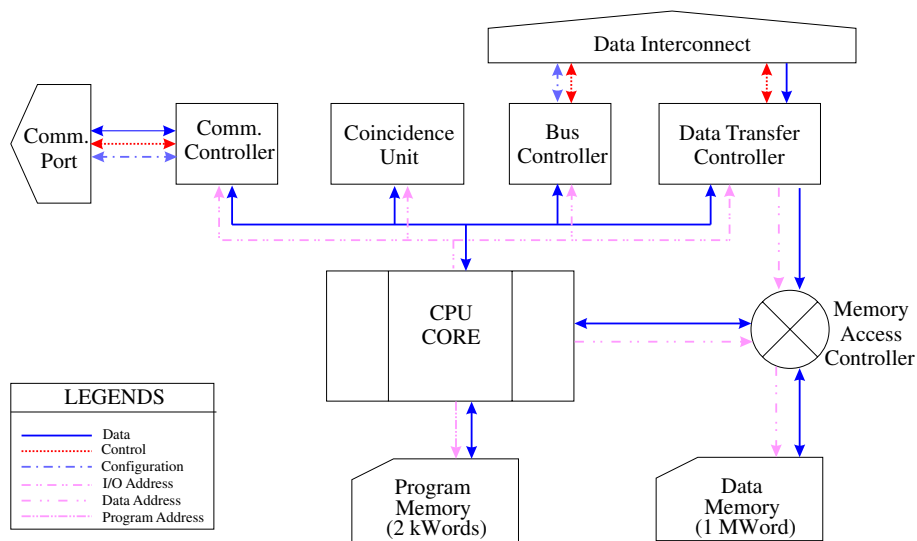 Data Interconnect
Comm.
Port
Comm.
Controller
Coincidence
Unit
Bus
Controller
Data Transfer
Controller
CPU
CORE
Memory
Access
Controller
LEGENDS
Data
Control
Configuration
I/O Address
Data Address
Program Address
Program
Memory
(2 kWords)
Data
Memory
(1 MWord)